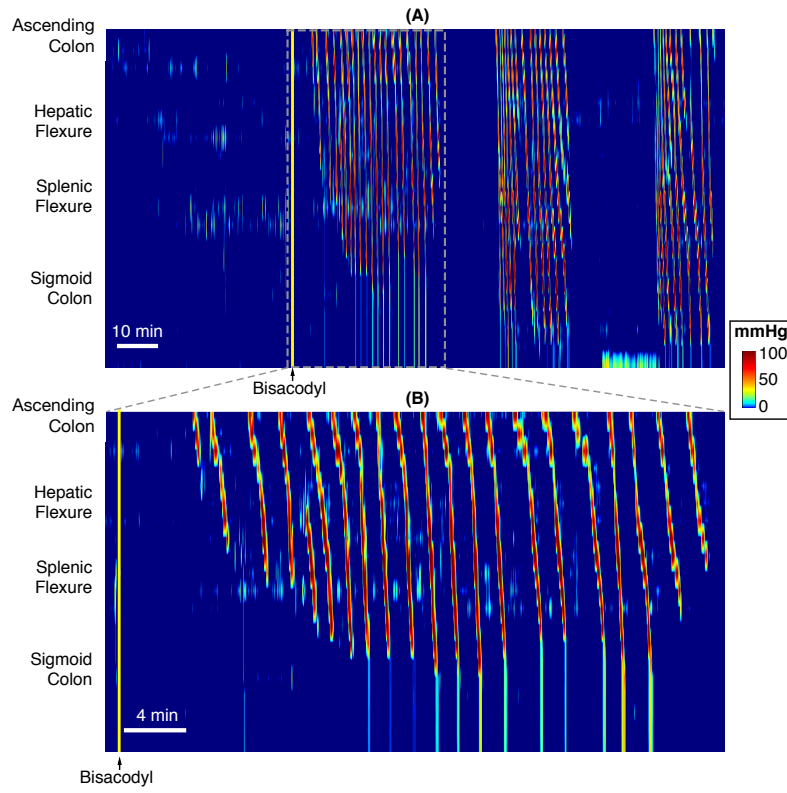 (A)
Ascending
Colon
Hepatic
Flexure
Splenic
Flexure
Sigmoid
Colon
10 min
mmHg
100
50
0
Bisacodyl
(B)
Ascending
Colon
Hepatic
Flexure
Splenic
Flexure
Sigmoid
Colon
4 min
Bisacodyl